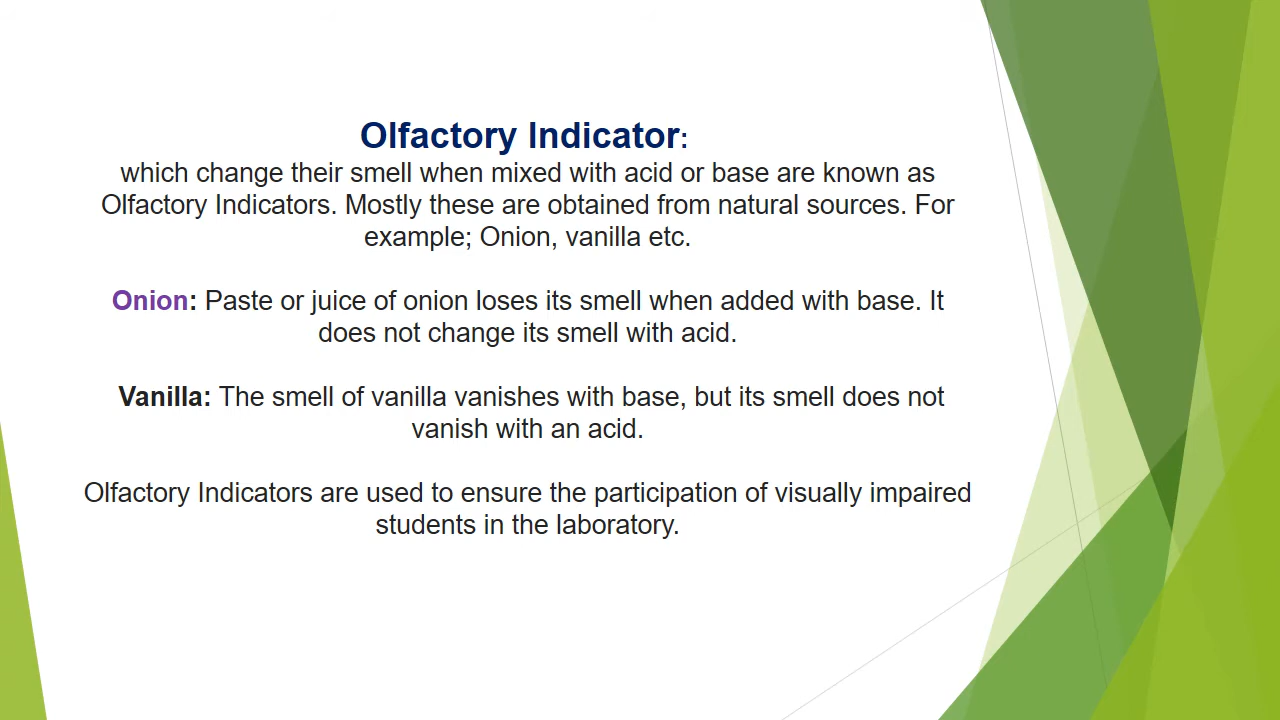 Olfactory Indicator:
which change their smell when mixed with acid or base are known as
Olfactory Indicators. Mostly these are obtained from natural sources. For
example; Onion, vanilla etc.
Onion: Paste or juice of onion loses its smell when added with base. It
does not change its smell with acid.
Vanilla: The smell of vanilla vanishes with base, but its smell does not
vanish with an acid.
Olfactory Indicators are used to ensure the participation of visually impaired
students in the laboratory.